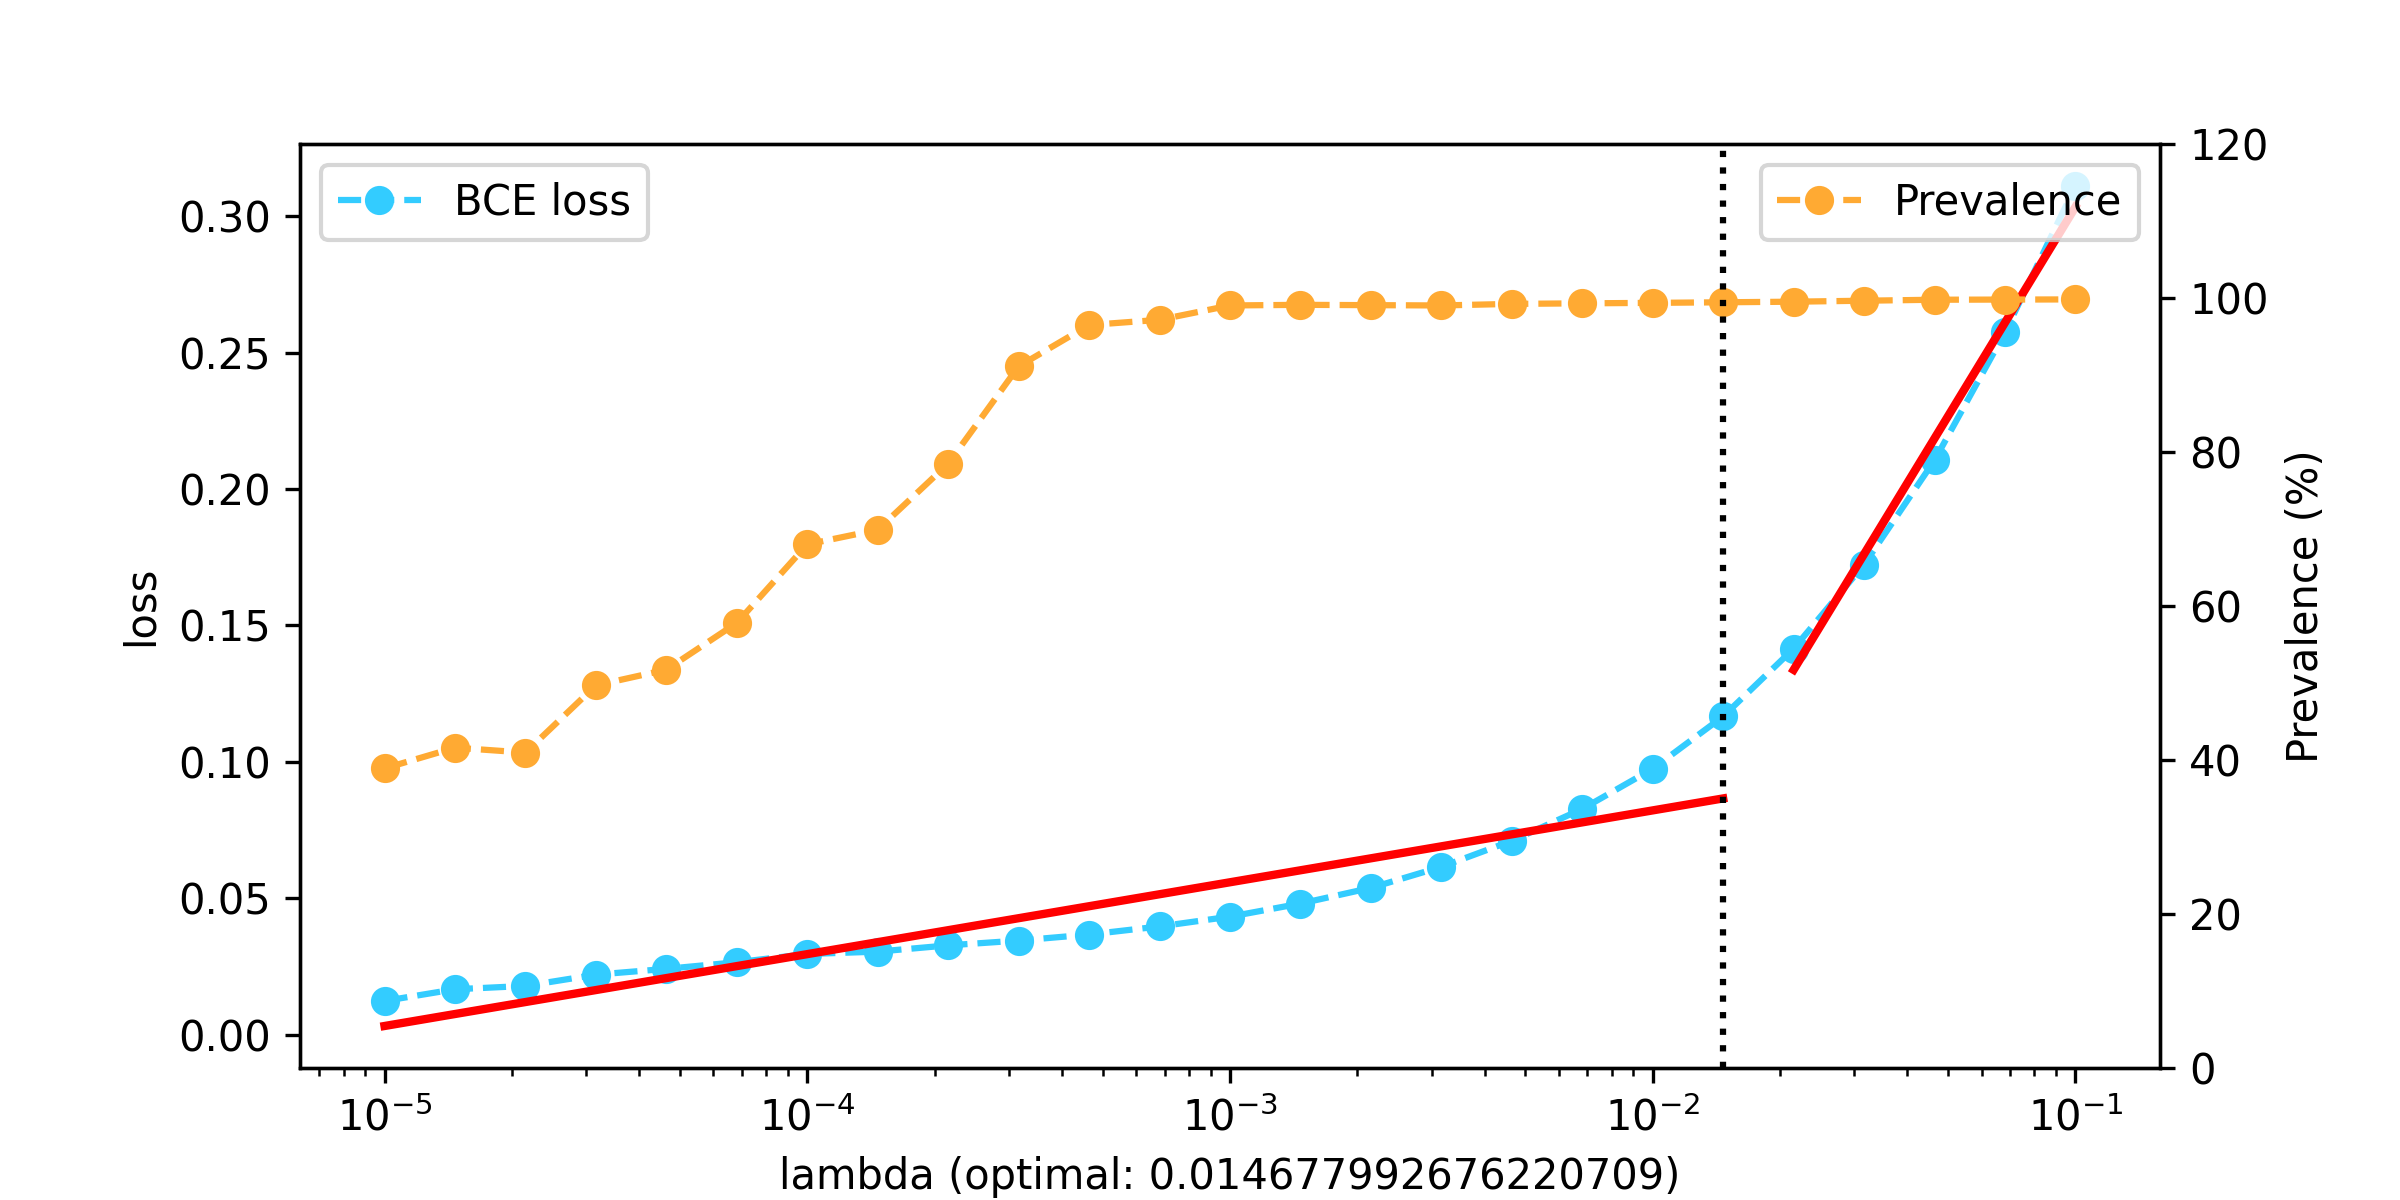 BCE loss
Prevalence
0.30
0.25
0.20
0.15
0.10
0.05
0.00
loss
120
100
80
60
40
20
0
Prevalence (%)
10⁻⁵ 10⁻⁴ 10⁻³ 10⁻² 10⁻¹
lambda (optimal: 0.014677992676220709)